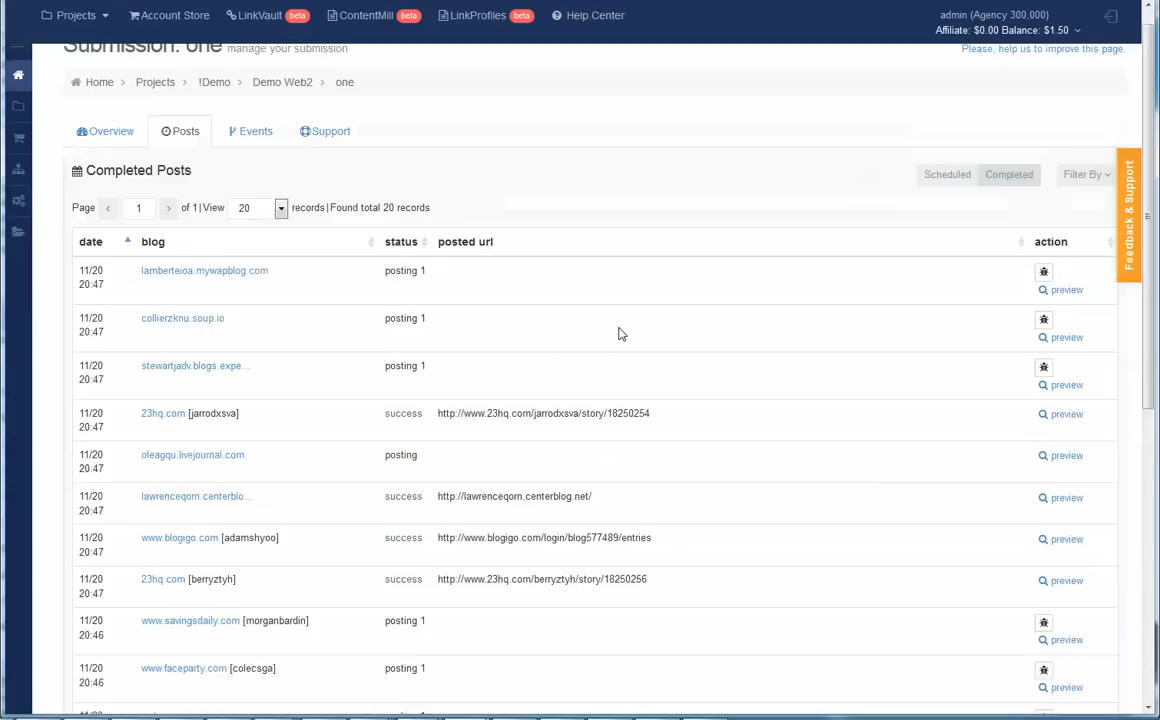 Projects Account Store LinkVault beta ContentMill beta LinkProfiles beta Help Center admin (Agency 300,000)
Affiliate: $0.00 Balance: $1.50
Submission: one manage your submission Please, help us to improve this page.
Home > Projects > !Demo > Demo Web2 > one
Overview Posts Events Support
Completed Posts Scheduled Completed Filter By
Page < 1 > of 1|View 20 records|Found total 20 records
date blog status posted url action
11/20 20:47 lamberteioa.mywapblog.com posting 1 preview
11/20 20:47 collierzknu.soup.io posting 1 preview
11/20 20:47 stewartjadv.blogs.expe... posting 1 preview
11/20 20:47 23hq.com [jarrodxsva] success http://www.23hq.com/jarrodxsva/story/18250254 preview
11/20 20:47 oleagqu.livejournal.com posting preview
11/20 20:47 lawrenceqorn.centerblo... success http://lawrenceqorn.centerblog.net/ preview
11/20 20:47 www.blogigo.com [adamshyoo] success http://www.blogigo.com/login/blog577489/entries preview
11/20 20:47 23hq.com [berryztyh] success http://www.23hq.com/berryztyh/story/18250256 preview
11/20 20:46 www.savingsdaily.com [morganbardin] posting 1 preview
11/20 20:46 www.faceparty.com [colecsga] posting 1 preview
Feedback & Support